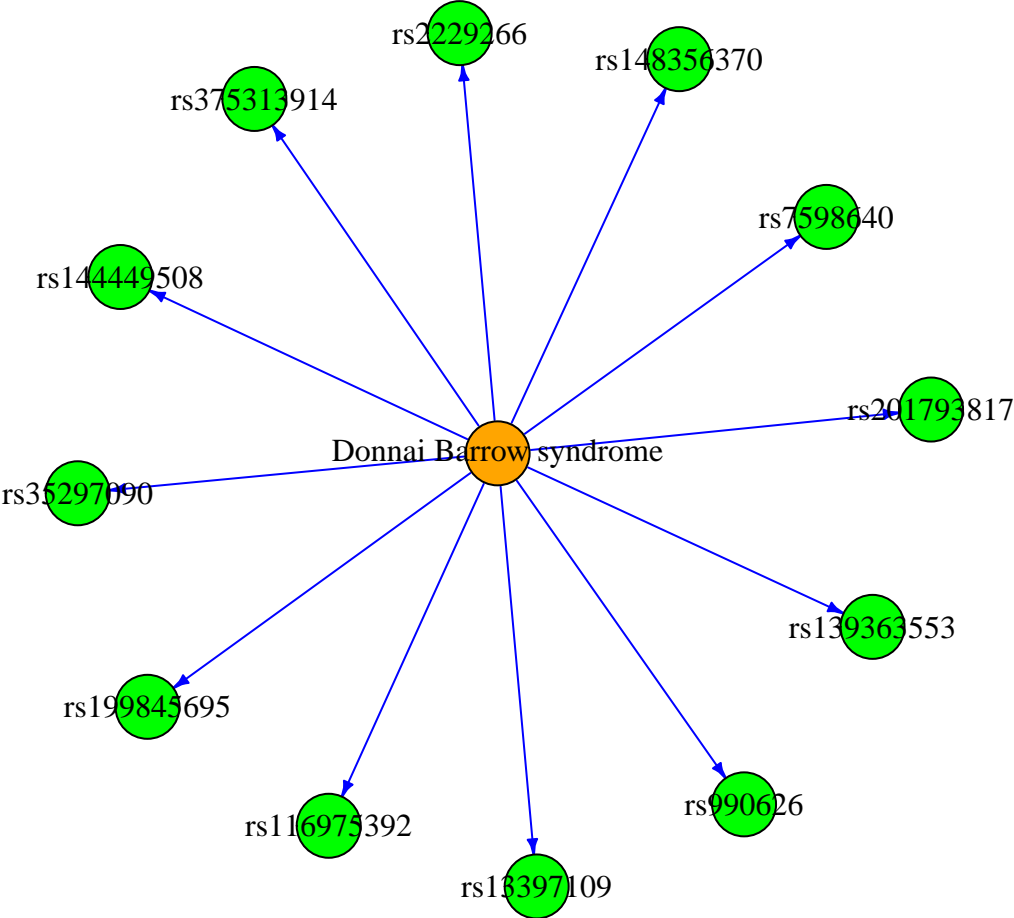 rs2229266
rs148356370
rs375313914
rs7598640
rs144449508
rs201793817
Donnai Barrow syndrome
rs35297090
rs139363553
rs199845695
rs990626
rs116975392
rs13397109